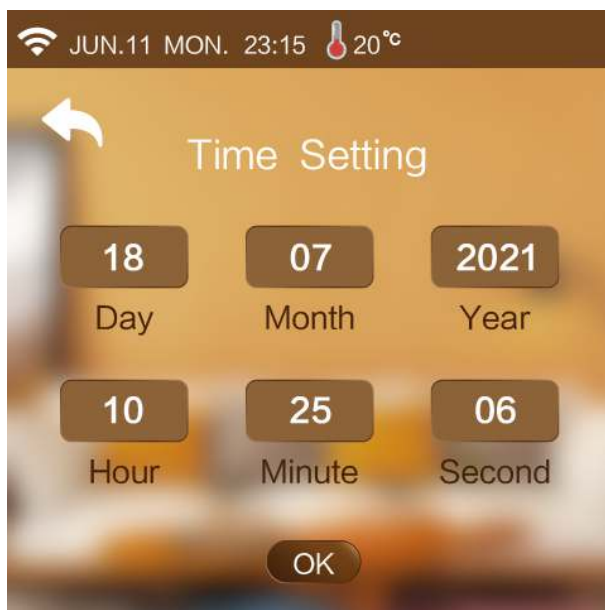 JUN.11 MON. 23:15 20℃
Time Setting
18 07 2021
Day Month Year
10 25 06
Hour Minute Second
OK